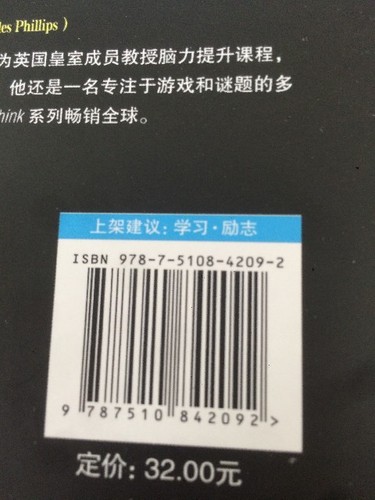 les Phillips )
为英国皇室成员教授脑力提升课程,
他还是一名专注于游戏和谜题的多
hink 系列畅销全球。
上架建议: 学习·励志
ISBN 978-7-5108-4209-2
9 787510 842092 >
定价: 32.00元